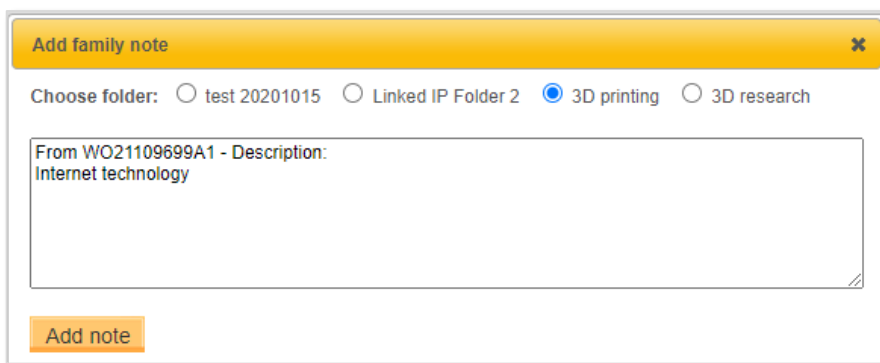 Add family note
Choose folder: test 20201015 Linked IP Folder 2 3D printing 3D research
From WO21109699A1 - Description:
Internet technology
Add note